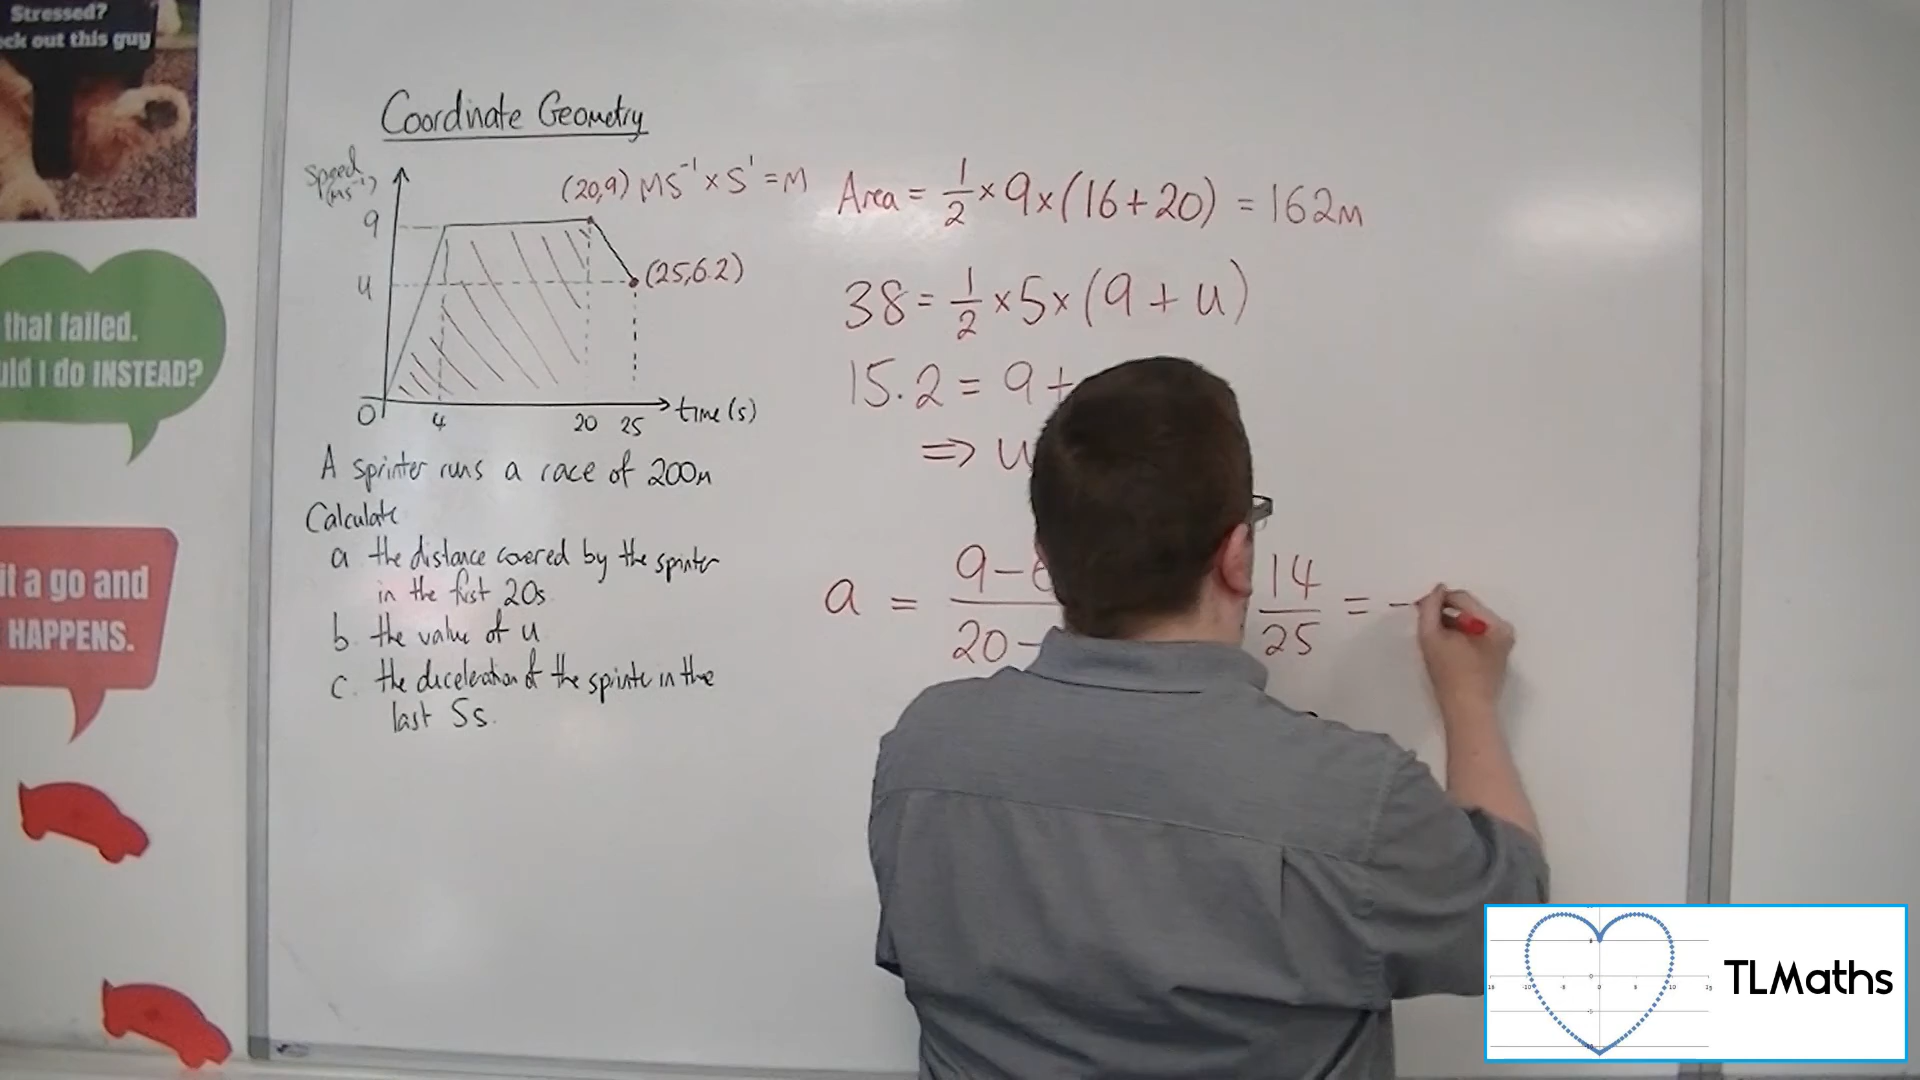 Stressed?
ck out this guy
that failed.
uld I do INSTEAD?
it a go and
HAPPENS.
Coordinate Geometry
Speed
(ms⁻¹)
9
u
0
4
20
25
time (s)
(20,9)
(25,6.2)
ms⁻¹ × s¹ = m
A sprinter runs a race of 200m
Calculate
a the distance covered by the sprinter
in the first 20s
b. the value of u
c. the deceleration of the sprinter in the
last 5s.
Area = 1/2 × 9 × (16 + 20) = 162m
38 = 1/2 × 5 × (9 + u)
15.2 = 9 +
⇒ u
a = 9 -
20 -
14/25 = -
TLMaths